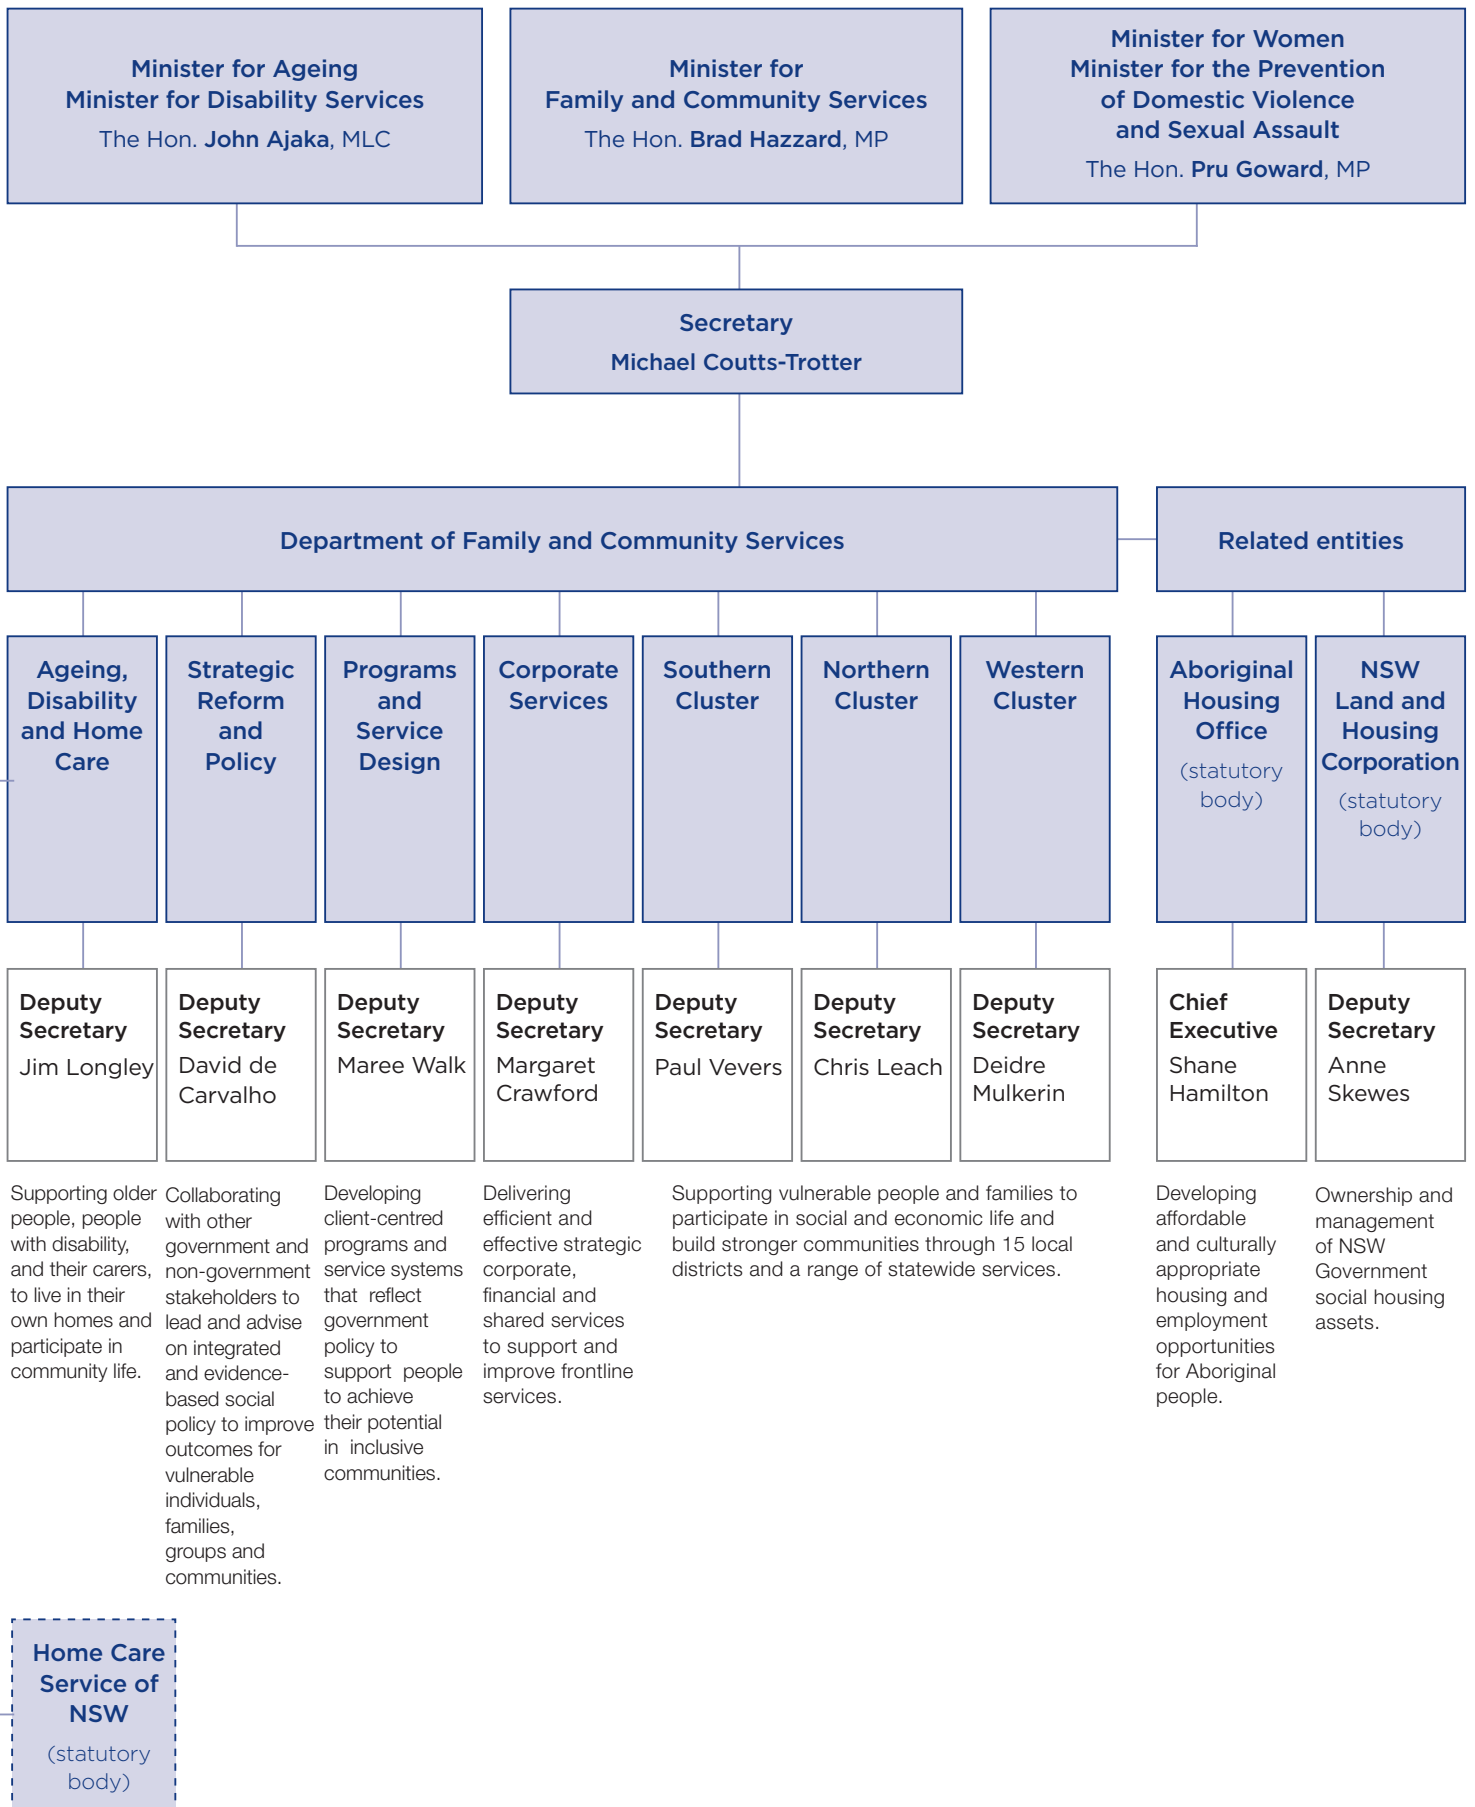 Minister for Ageing
Minister for Disability Services
The Hon. John Ajaka, MLC
Minister for
Family and Community Services
The Hon. Brad Hazzard, MP
Minister for Women
Minister for the Prevention
of Domestic Violence
and Sexual Assault
The Hon. Pru Goward, MP
Secretary
Michael Coutts-Trotter
Department of Family and Community Services
Related entities
Ageing,
Disability
and Home
Care
Strategic
Reform
and
Policy
Programs
and
Service
Design
Corporate
Services
Southern
Cluster
Northern
Cluster
Western
Cluster
Aboriginal
Housing
Office
(statutory
body)
NSW
Land and
Housing
Corporation
(statutory
body)
Deputy
Secretary
Jim Longley
Deputy
Secretary
David de
Carvalho
Deputy
Secretary
Maree Walk
Deputy
Secretary
Margaret
Crawford
Deputy
Secretary
Paul Vevers
Deputy
Secretary
Chris Leach
Deputy
Secretary
Deidre
Mulkerin
Chief
Executive
Shane
Hamilton
Deputy
Secretary
Anne
Skewes
Supporting older
people, people
with disability,
and their carers,
to live in their
own homes and
participate in
community life.
Collaborating
with other
government and
non-government
stakeholders to
lead and advise
on integrated
and evidence-
based social
policy to improve
outcomes for
vulnerable
individuals,
families,
groups and
communities.
Developing
client-centred
programs and
service systems
that reflect
government
policy to
support people
to achieve
their potential
in inclusive
communities.
Delivering
efficient and
effective strategic
corporate,
financial and
shared services
to support and
improve frontline
services.
Supporting vulnerable people and families to
participate in social and economic life and
build stronger communities through 15 local
districts and a range of statewide services.
Developing
affordable
and culturally
appropriate
housing and
employment
opportunities
for Aboriginal
people.
Ownership and
management
of NSW
Government
social housing
assets.
Home Care
Service of
NSW
(statutory
body)